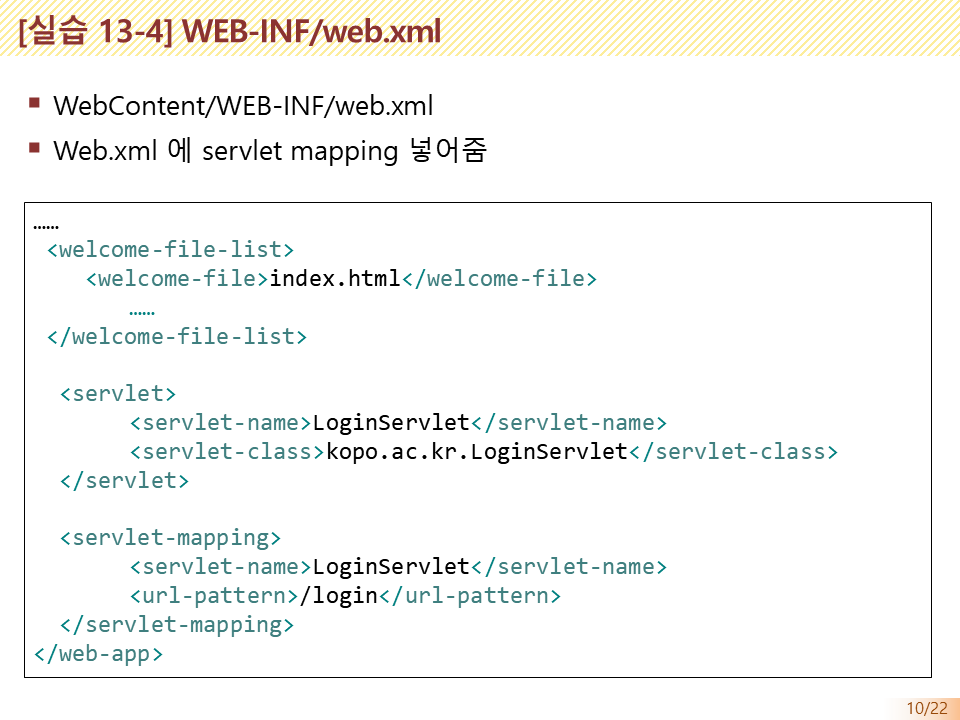 [실습 13-4] WEB-INF/web.xml
WebContent/WEB-INF/web.xml
Web.xml 에 servlet mapping 넣어줌
......
<welcome-file-list>
<welcome-file>index.html</welcome-file>
......
</welcome-file-list>
<servlet>
<servlet-name>LoginServlet</servlet-name>
<servlet-class>kopo.ac.kr.LoginServlet</servlet-class>
</servlet>
<servlet-mapping>
<servlet-name>LoginServlet</servlet-name>
<url-pattern>/login</url-pattern>
</servlet-mapping>
</web-app>
10/22